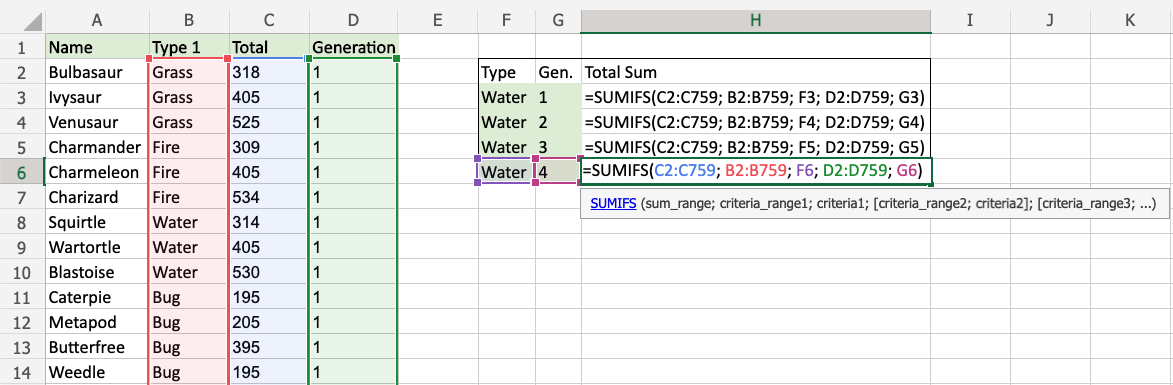 A B C D E F G H I J K
1 Name Type 1 Total Generation
2 Bulbasaur Grass 318 1 Type Gen. Total Sum
3 Ivysaur Grass 405 1 Water 1 =SUMIFS(C2:C759; B2:B759; F3; D2:D759; G3)
4 Venusaur Grass 525 1 Water 2 =SUMIFS(C2:C759; B2:B759; F4; D2:D759; G4)
5 Charmander Fire 309 1 Water 3 =SUMIFS(C2:C759; B2:B759; F5; D2:D759; G5)
6 Charmeleon Fire 405 1 Water 4 =SUMIFS(C2:C759; B2:B759; F6; D2:D759; G6)
7 Charizard Fire 534 1 SUMIFS (sum_range; criteria_range1; criteria1; [criteria_range2; criteria2]; [criteria_range3; ...)
8 Squirtle Water 314 1
9 Wartortle Water 405 1
10 Blastoise Water 530 1
11 Caterpie Bug 195 1
12 Metapod Bug 205 1
13 Butterfree Bug 395 1
14 Weedle Bug 195 1